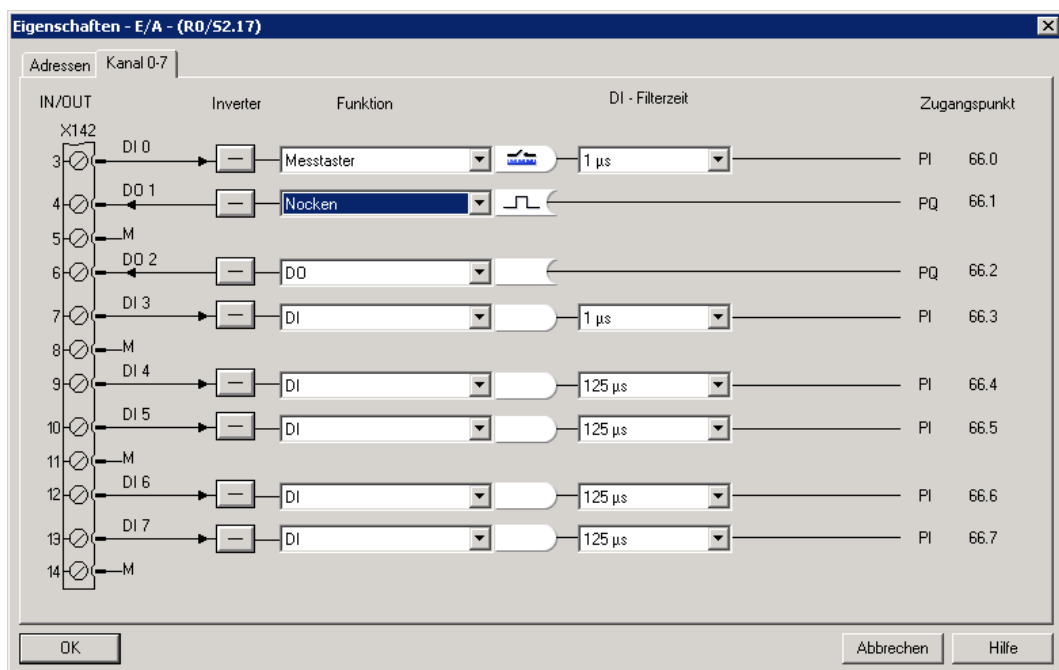 Eigenschaften - E/A - (R0/S2.17)
Adressen Kanal 0-7
IN/OUT Inverter Funktion DI - Filterzeit Zugangspunkt
X142
3 DI 0 Messtaster 1 µs PI 66.0
4 DO 1 Nocken PQ 66.1
5 M
6 DO 2 DO PQ 66.2
7 DI 3 DI 1 µs PI 66.3
8 M
9 DI 4 DI 125 µs PI 66.4
10 DI 5 DI 125 µs PI 66.5
11 M
12 DI 6 DI 125 µs PI 66.6
13 DI 7 DI 125 µs PI 66.7
14 M
OK Abbrechen Hilfe